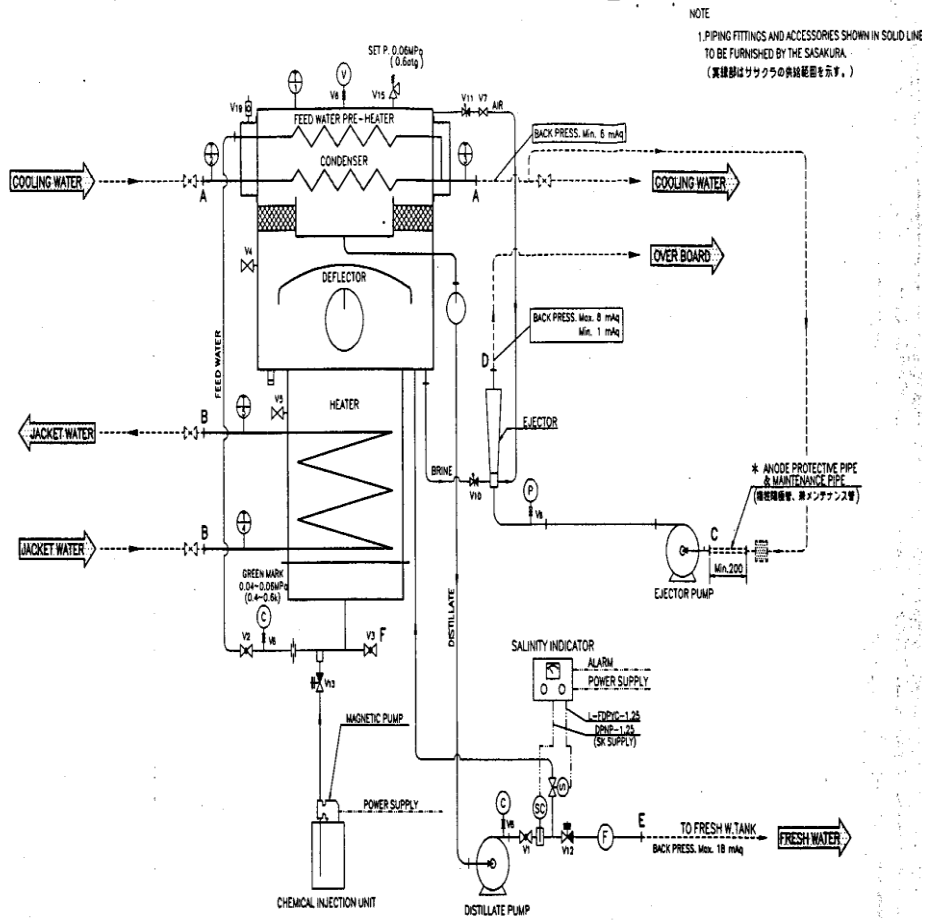 NOTE
1.PIPING FITTINGS AND ACCESSORIES SHOWN IN SOLID LINE
TO BE FURNISHED BY THE SASAKURA.
(実線部はササクラの供給範囲を示す。)
SET P. 0.06MPa
(0.6atg)
V
V6
V15
V11
V7
AIR
V19
1
FEED WATER PRE-HEATER
CONDENSER
BACK PRESS. Min. 6 mAq
COOLING WATER
A
A
COOLING WATER
V4
DEFLECTOR
OVER BOARD
BACK PRESS. Max. 8 mAq
Min. 1 mAq
D
FEED WATER
HEATER
V5
B
JACKET WATER
EJECTOR
BRINE
V10
P
V8
* ANODE PROTECTIVE PIPE
& MAINTENANCE PIPE
C
Min.200
EJECTOR PUMP
B
4
JACKET WATER
GREEN MARK
0.04~0.06MPa
(0.4~0.6k)
C
V2
V6
V3
F
V13
DISTILLATE
SALINITY INDICATOR
ALARM
POWER SUPPLY
L-FDPYC-1.25
DPNP-1.25
(SK SUPPLY)
MAGNETIC PUMP
POWER SUPPLY
S
C
V6
SC
V1
V12
F
E
TO FRESH W.TANK
BACK PRESS. Max. 18 mAq
FRESH WATER
CHEMICAL INJECTION UNIT
DISTILLATE PUMP